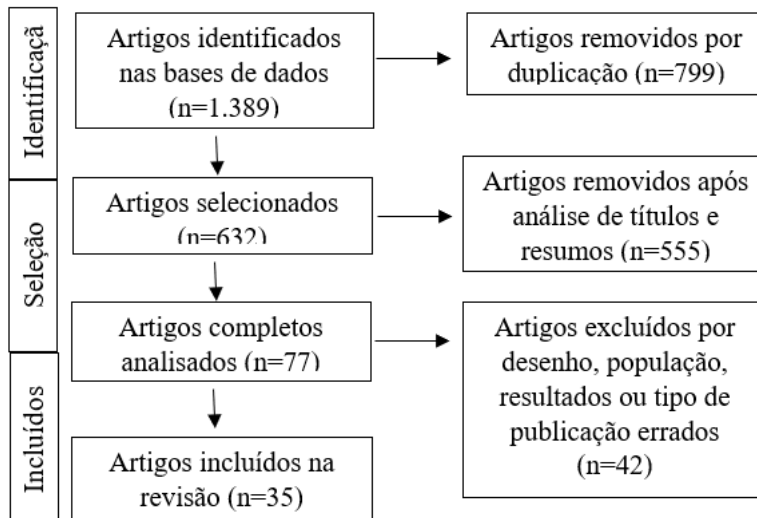 Identificaçã
Artigos identificados
nas bases de dados
(n=1.389)
Artigos removidos por
duplicação (n=799)
Seleção
Artigos selecionados
(n=632)
Artigos removidos após
análise de títulos e
resumos (n=555)
Artigos completos
analisados (n=77)
Artigos excluídos por
desenho, população,
resultados ou tipo de
publicação errados
(n=42)
Incluídos
Artigos incluídos na
revisão (n=35)